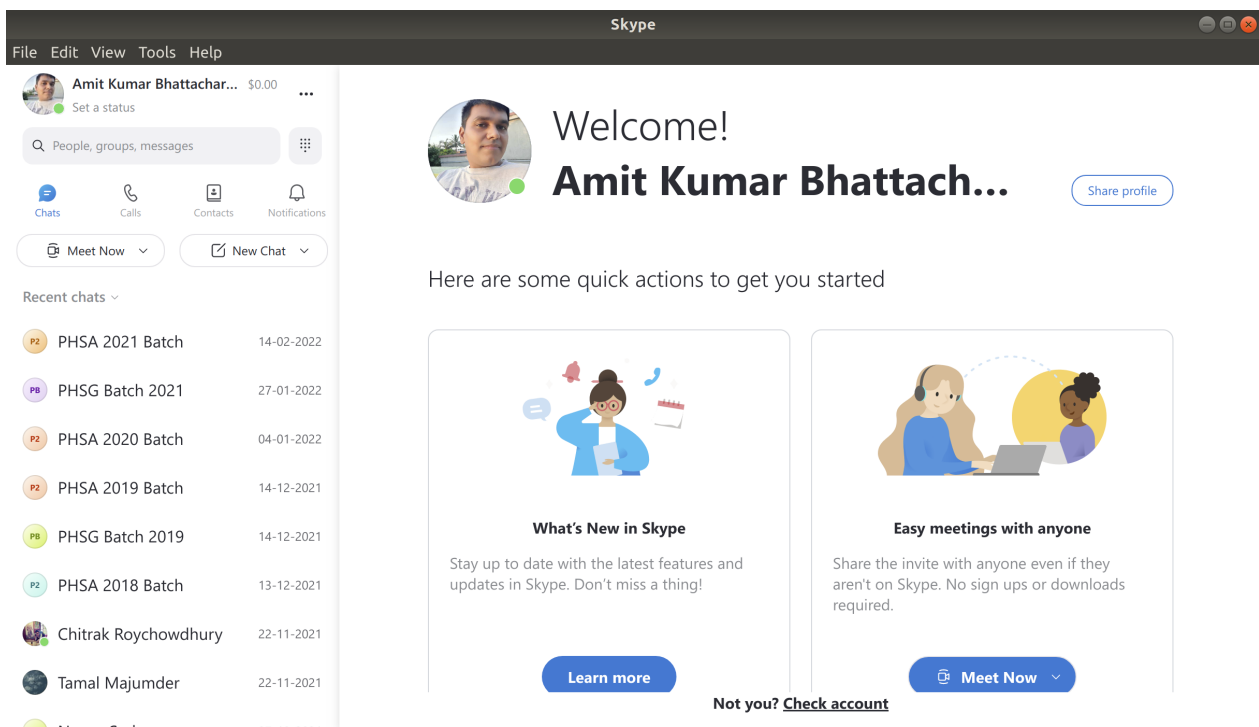 Skype
File Edit View Tools Help
Amit Kumar Bhattachar... $0.00
Set a status
People, groups, messages
Chats Calls Contacts Notifications
Meet Now New Chat
Recent chats
P2 PHSA 2021 Batch 14-02-2022
PB PHSG Batch 2021 27-01-2022
P2 PHSA 2020 Batch 04-01-2022
P2 PHSA 2019 Batch 14-12-2021
PB PHSG Batch 2019 14-12-2021
P2 PHSA 2018 Batch 13-12-2021
Chitrak Roychowdhury 22-11-2021
Tamal Majumder 22-11-2021
Welcome!
Amit Kumar Bhattach...
Share profile
Here are some quick actions to get you started
What's New in Skype
Stay up to date with the latest features and
updates in Skype. Don't miss a thing!
Learn more
Easy meetings with anyone
Share the invite with anyone even if they
aren't on Skype. No sign ups or downloads
required.
Meet Now
Not you? Check account